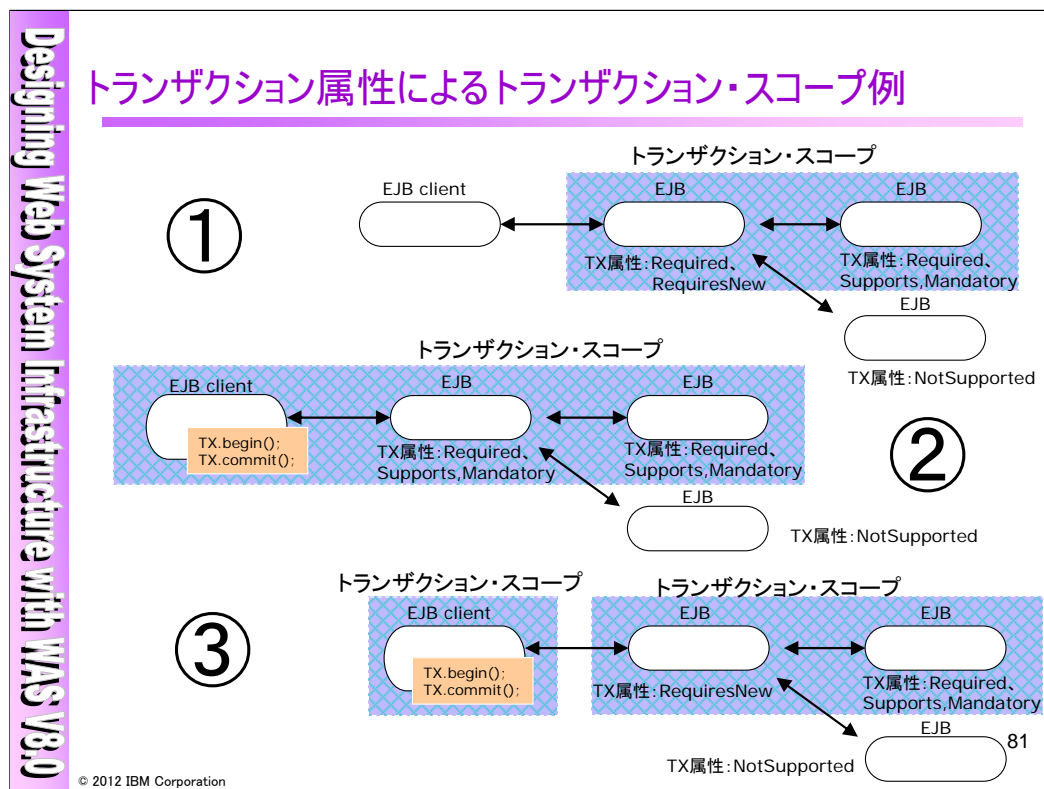 Designing Web System Infrastructure with WAS V8.0
トランザクション属性によるトランザクション・スコープ例
①
トランザクション・スコープ
EJB client
EJB
EJB
TX属性:Required、
RequiresNew
TX属性:Required、
Supports,Mandatory
EJB
TX属性:NotSupported
②
トランザクション・スコープ
EJB client
TX.begin();
TX.commit();
EJB
EJB
TX属性:Required、
Supports,Mandatory
TX属性:Required、
Supports,Mandatory
EJB
TX属性:NotSupported
③
トランザクション・スコープ
EJB client
TX.begin();
TX.commit();
トランザクション・スコープ
EJB
EJB
TX属性:RequiresNew
TX属性:Required、
Supports,Mandatory
EJB
TX属性:NotSupported
81
© 2012 IBM Corporation